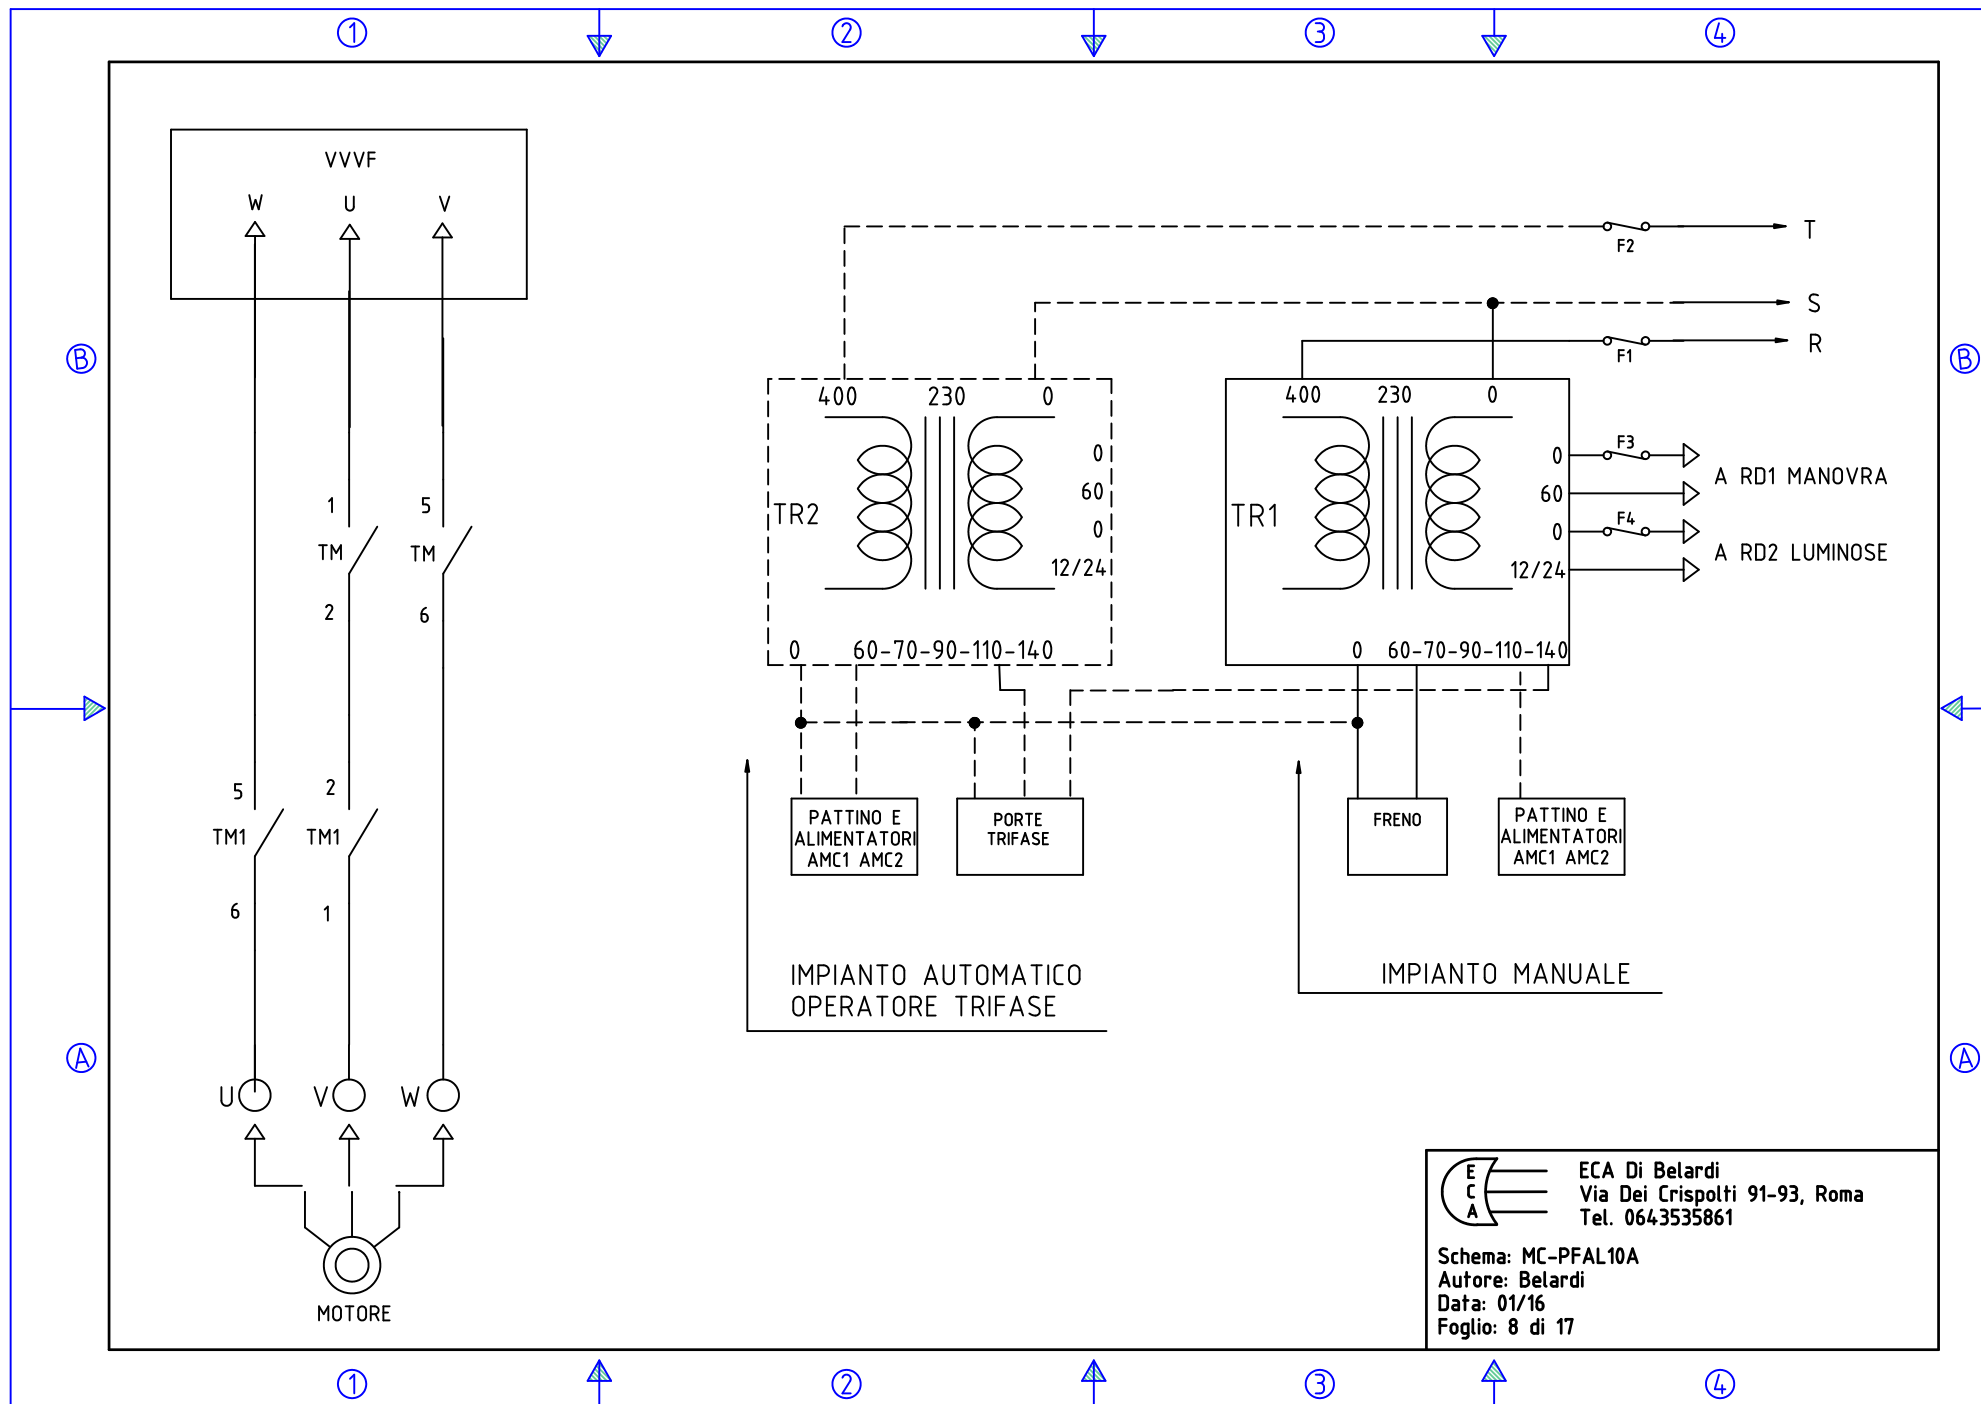 1 2 3 4
VVVF
W U V
T
F2
S
R
F1
B B
400 230 0
400 230 0
0
60
0
12/24
TR2
0
60
0
12/24
TR1
F3
A RD1 MANOVRA
F4
A RD2 LUMINOSE
1 5
TM TM
2 6
0 60-70-90-110-140
0 60-70-90-110-140
5 2
TM1 TM1
6 1
PATTINO E
ALIMENTATORI
AMC1 AMC2
PORTE
TRIFASE
FRENO
PATTINO E
ALIMENTATORI
AMC1 AMC2
IMPIANTO AUTOMATICO
OPERATORE TRIFASE
IMPIANTO MANUALE
A A
U V W
MOTORE
E
C
A
ECA Di Belardi
Via Dei Crispolti 91-93, Roma
Tel. 0643535861
Schema: MC-PFAL10A
Autore: Belardi
Data: 01/16
Foglio: 8 di 17
1 2 3 4